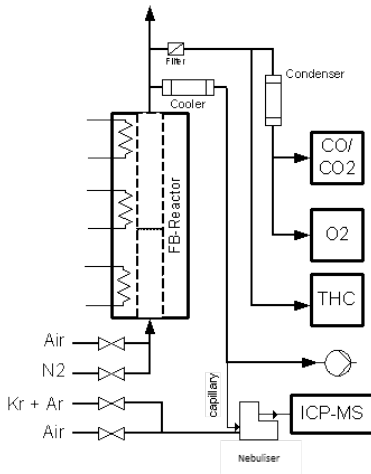 Filter
Condenser
Cooler
CO/
CO2
FB-Reactor
O2
THC
Air
N2
Kr + Ar
Air
capillary
ICP-MS
Nebuliser